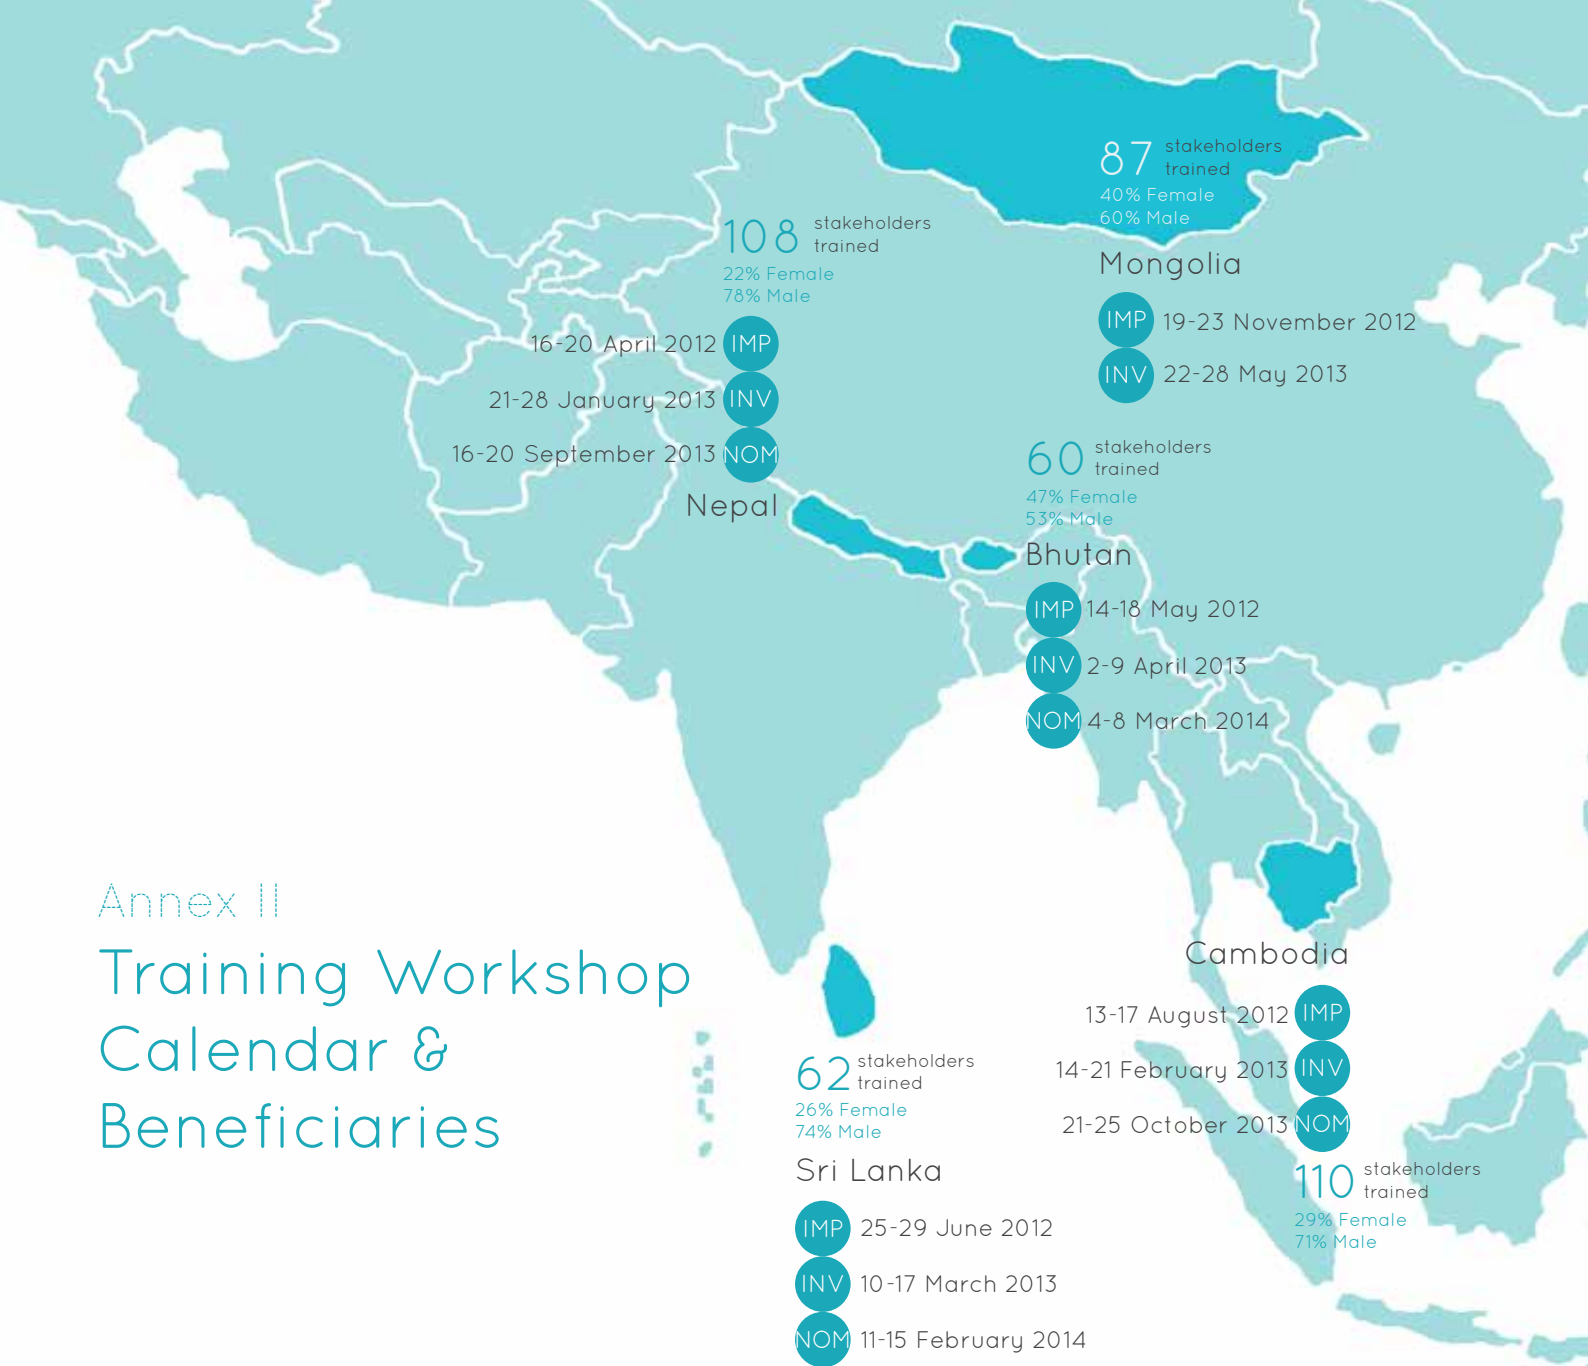 87 stakeholders
trained
40% Female
60% Male
Mongolia
IMP 19-23 November 2012
INV 22-28 May 2013
108 stakeholders
trained
22% Female
78% Male
16-20 April 2012 IMP
21-28 January 2013 INV
16-20 September 2013 NOM
Nepal
60 stakeholders
trained
47% Female
53% Male
Bhutan
IMP 14-18 May 2012
INV 2-9 April 2013
NOM 4-8 March 2014
Annex II
Training Workshop
Calendar &
Beneficiaries
Cambodia
13-17 August 2012 IMP
14-21 February 2013 INV
21-25 October 2013 NOM
110 stakeholders
trained
29% Female
71% Male
62 stakeholders
trained
26% Female
74% Male
Sri Lanka
IMP 25-29 June 2012
INV 10-17 March 2013
NOM 11-15 February 2014